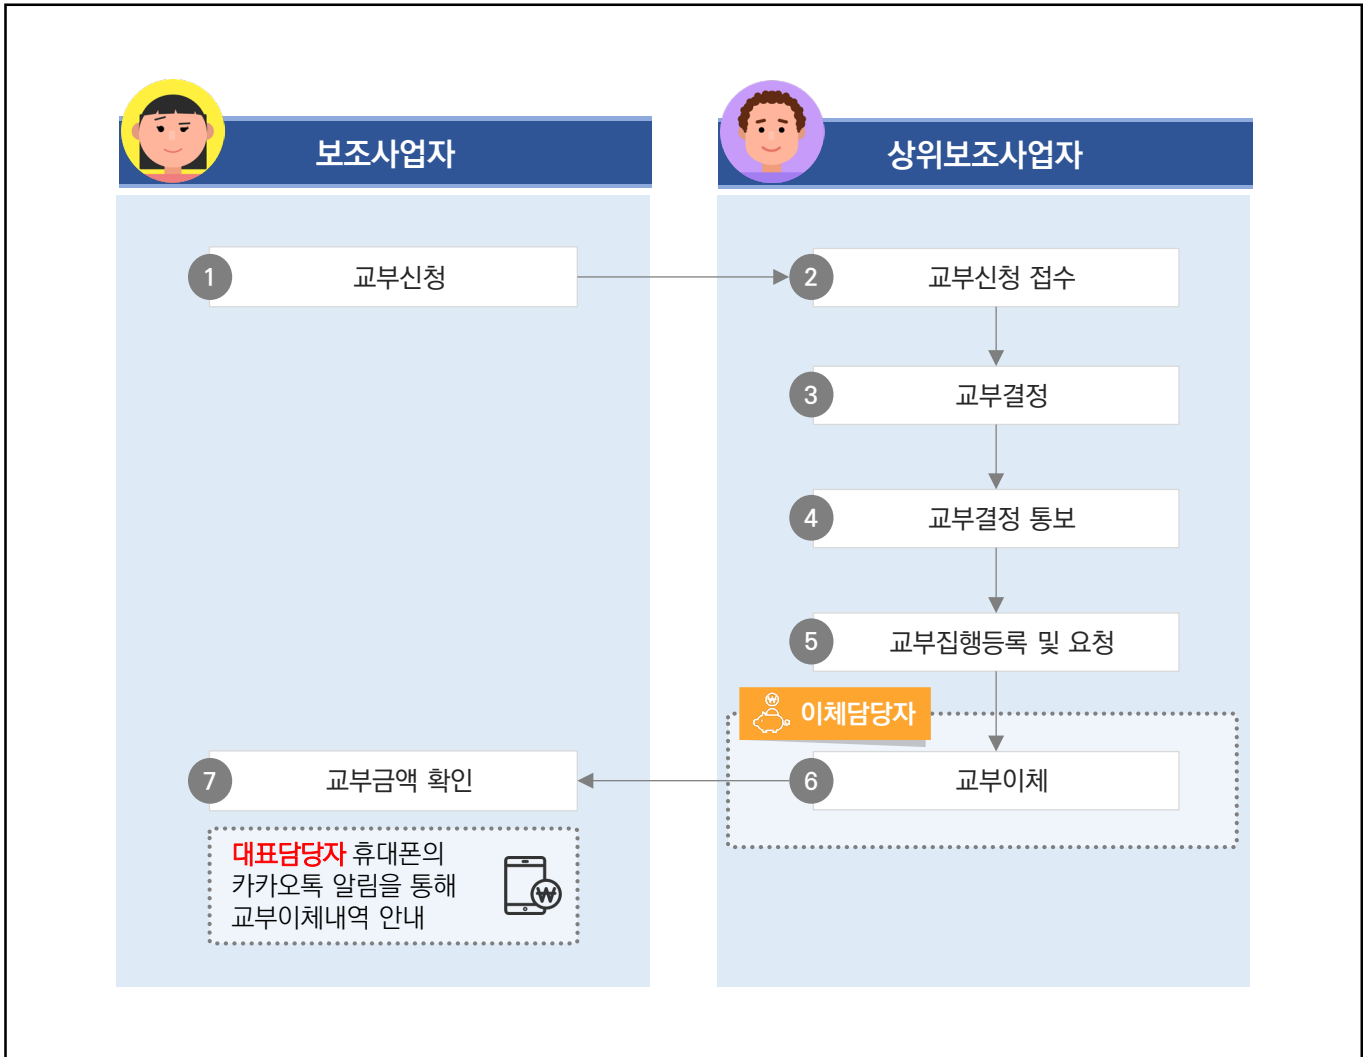 보조사업자
상위보조사업자
1 교부신청
2 교부신청 접수
3 교부결정
4 교부결정 통보
5 교부집행등록 및 요청
이체담당자
7 교부금액 확인
6 교부이체
대표담당자 휴대폰의
카카오톡 알림을 통해
교부이체내역 안내